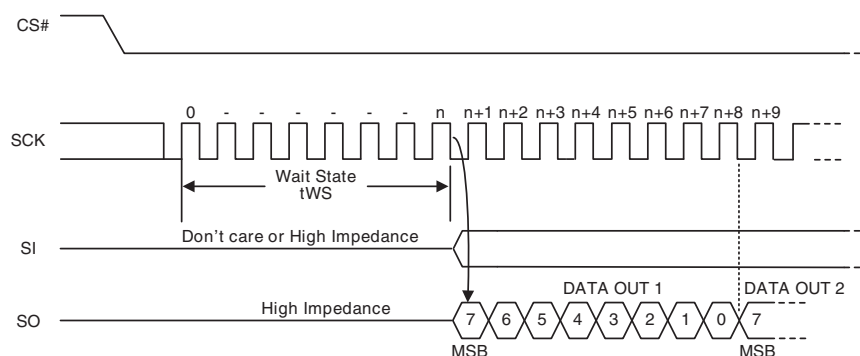 CS#
0 - - - - - - n n+1 n+2 n+3 n+4 n+5 n+6 n+7 n+8 n+9
SCK
Wait State
tWS
Don't care or High Impedance
SI
DATA OUT 1 DATA OUT 2
High Impedance
SO
7 6 5 4 3 2 1 0 7
MSB MSB